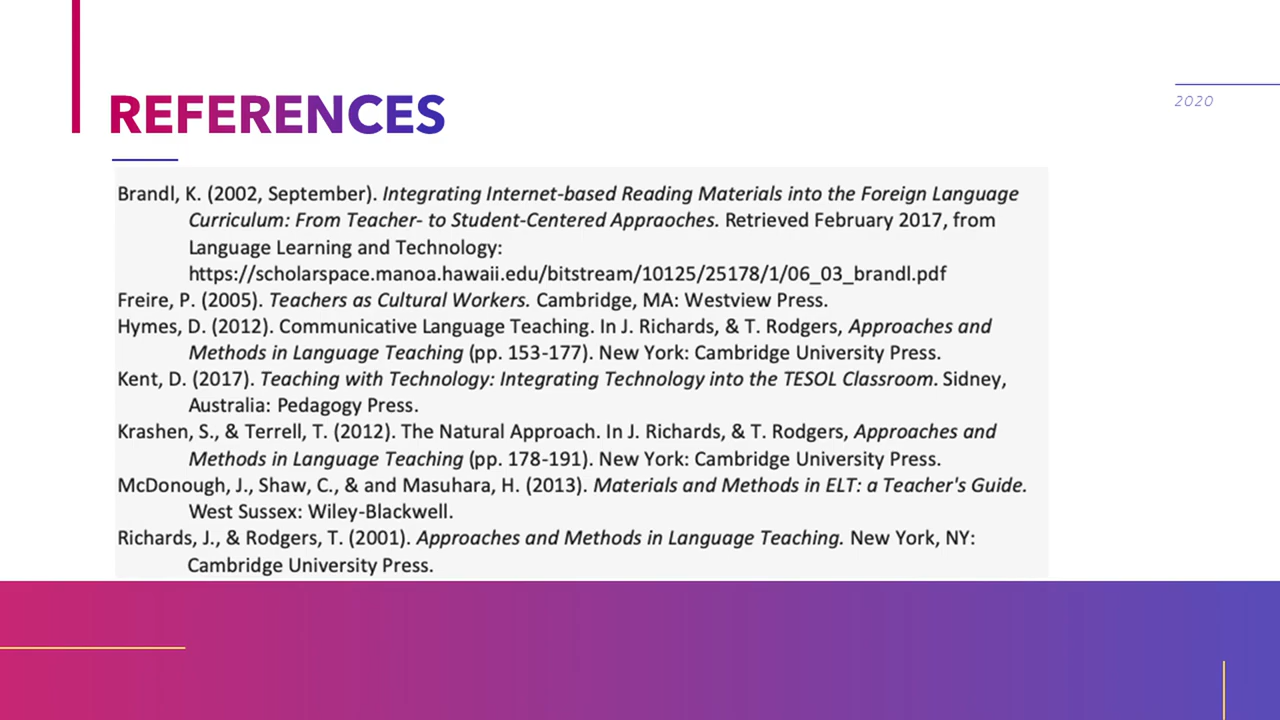 REFERENCES
2020
Brandl, K. (2002, September). Integrating Internet-based Reading Materials into the Foreign Language
Curriculum: From Teacher- to Student-Centered Appraoches. Retrieved February 2017, from
Language Learning and Technology:
https://scholarspace.manoa.hawaii.edu/bitstream/10125/25178/1/06_03_brandl.pdf
Freire, P. (2005). Teachers as Cultural Workers. Cambridge, MA: Westview Press.
Hymes, D. (2012). Communicative Language Teaching. In J. Richards, & T. Rodgers, Approaches and
Methods in Language Teaching (pp. 153-177). New York: Cambridge University Press.
Kent, D. (2017). Teaching with Technology: Integrating Technology into the TESOL Classroom. Sidney,
Australia: Pedagogy Press.
Krashen, S., & Terrell, T. (2012). The Natural Approach. In J. Richards, & T. Rodgers, Approaches and
Methods in Language Teaching (pp. 178-191). New York: Cambridge University Press.
McDonough, J., Shaw, C., & and Masuhara, H. (2013). Materials and Methods in ELT: a Teacher's Guide.
West Sussex: Wiley-Blackwell.
Richards, J., & Rodgers, T. (2001). Approaches and Methods in Language Teaching. New York, NY:
Cambridge University Press.